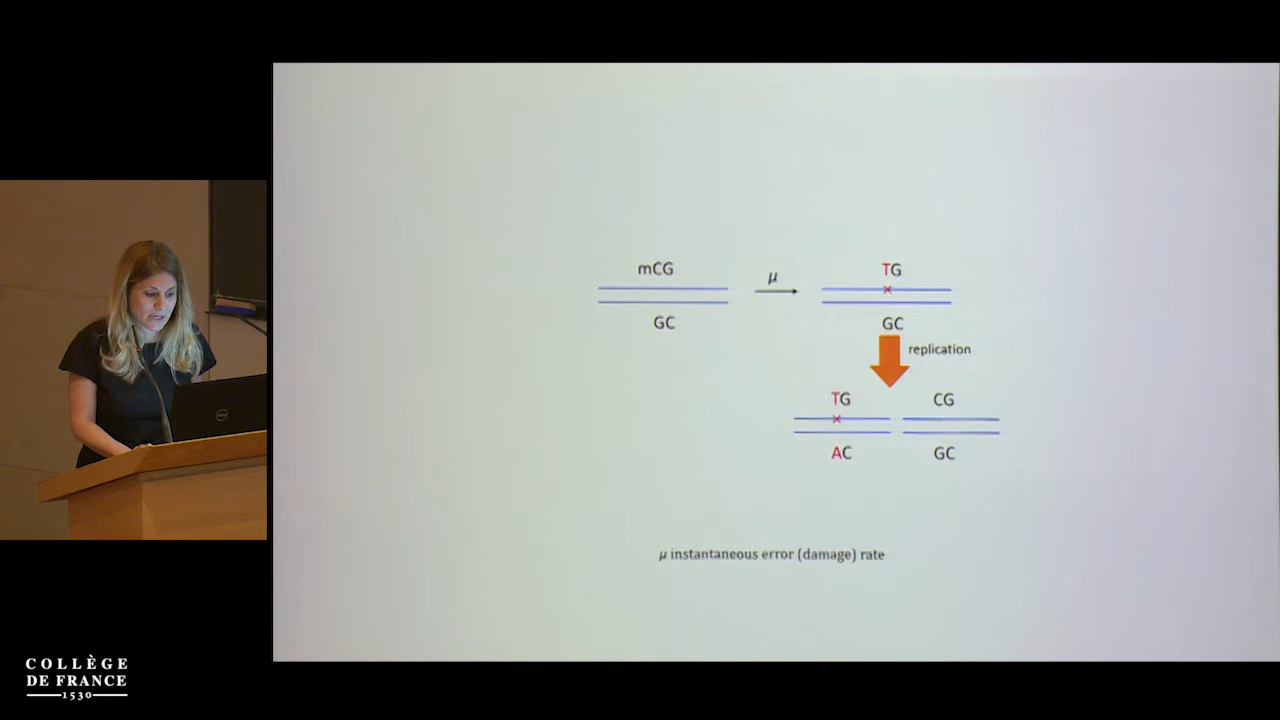 mCG
GC
μ
TG
GC
replication
TG
CG
AC
GC
μ instantaneous error (damage) rate
COLLÈGE
DE FRANCE
1530